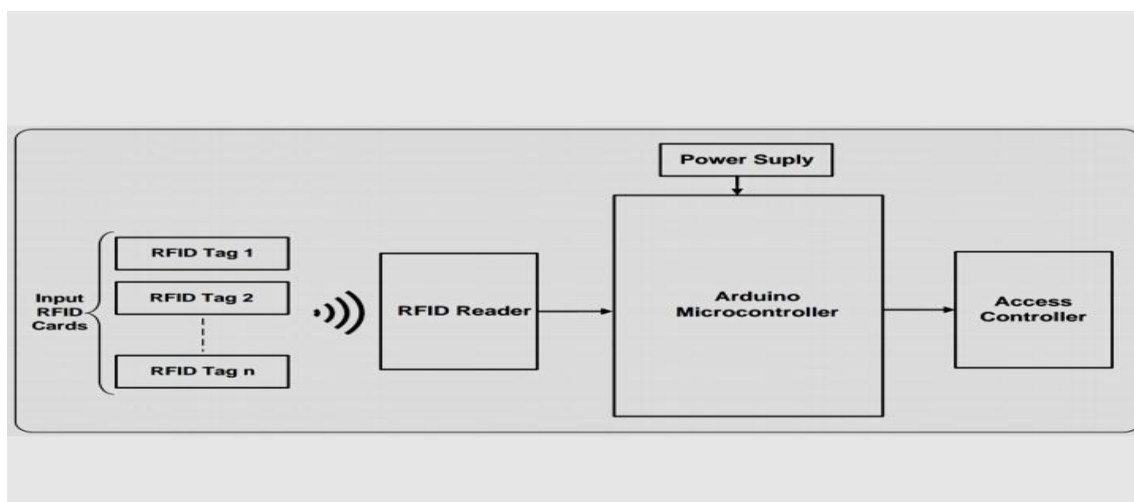 Power Suply
RFID Tag 1
RFID Tag 2
RFID Tag n
Input
RFID
Cards
RFID Reader
Arduino
Microcontroller
Access
Controller